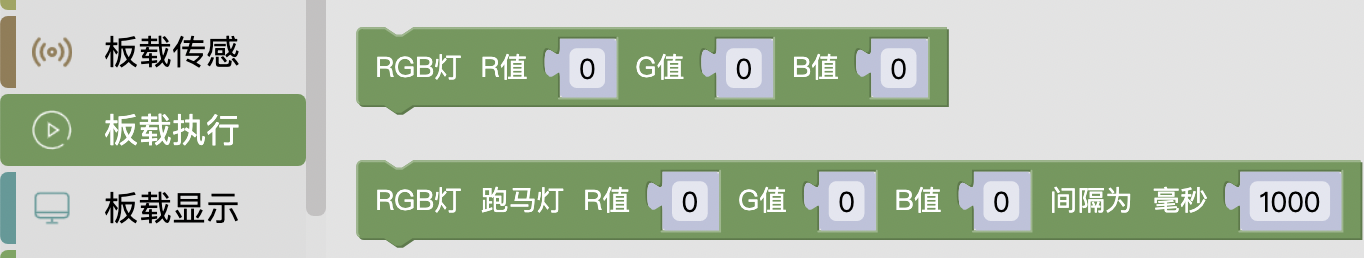 板载传感
板载执行
板载显示
RGB灯 R值 0 G值 0 B值 0
RGB灯 跑马灯 R值 0 G值 0 B值 0 间隔为 毫秒 1000